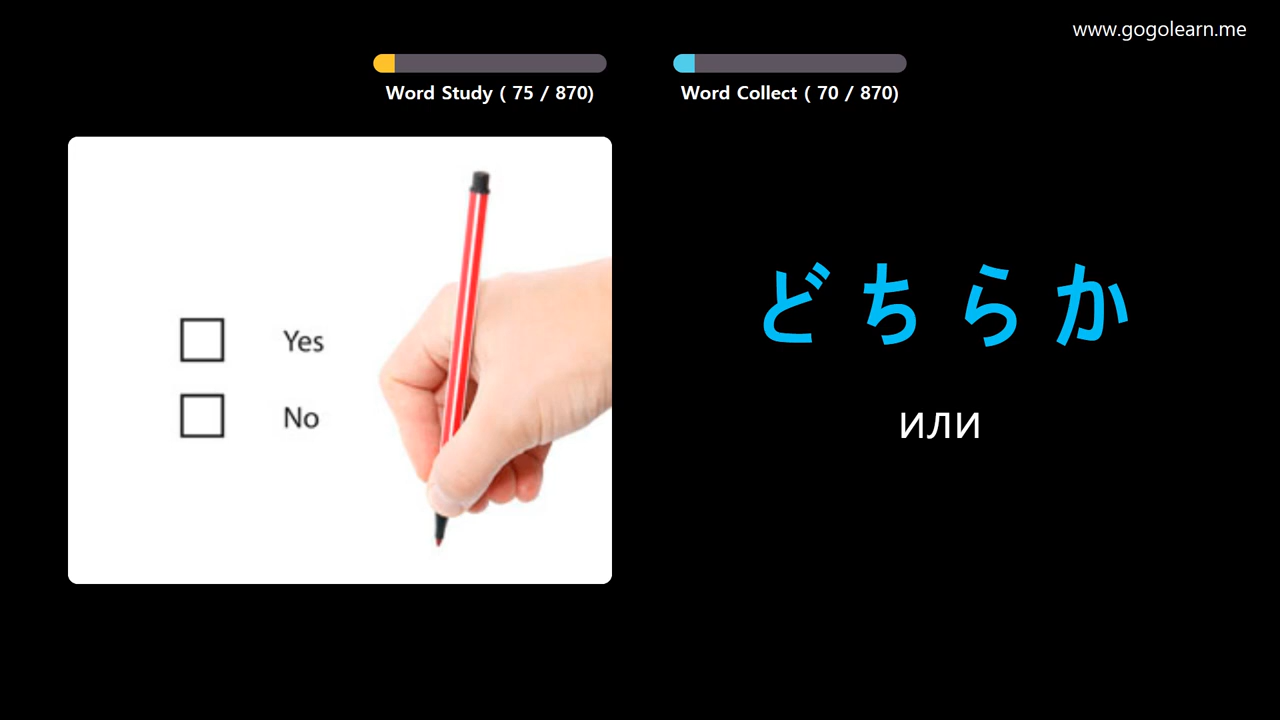 www.gogolearn.me
Word Study ( 75 / 870)
Word Collect ( 70 / 870)
Yes
No
どちらか
или